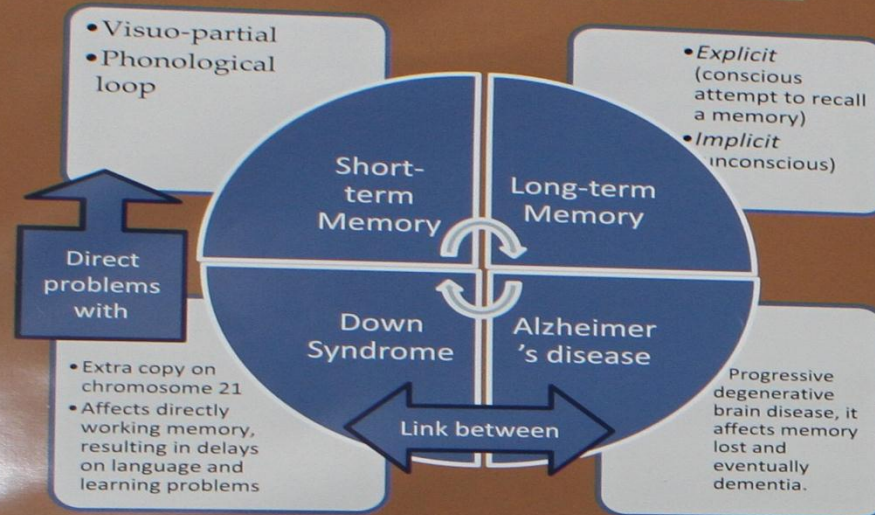 •Visuo-partial
•Phonological
loop
•Explicit
(conscious
attempt to recall
a memory)
•Implicit
unconscious)
Short-
term
Memory
Long-term
Memory
Direct
problems
with
Down
Syndrome
Alzheimer
's disease
•Extra copy on
chromosome 21
•Affects directly
working memory,
resulting in delays
on language and
learning problems
Link between
Progressive
degenerative
brain disease, it
affects memory
lost and
eventually
dementia.